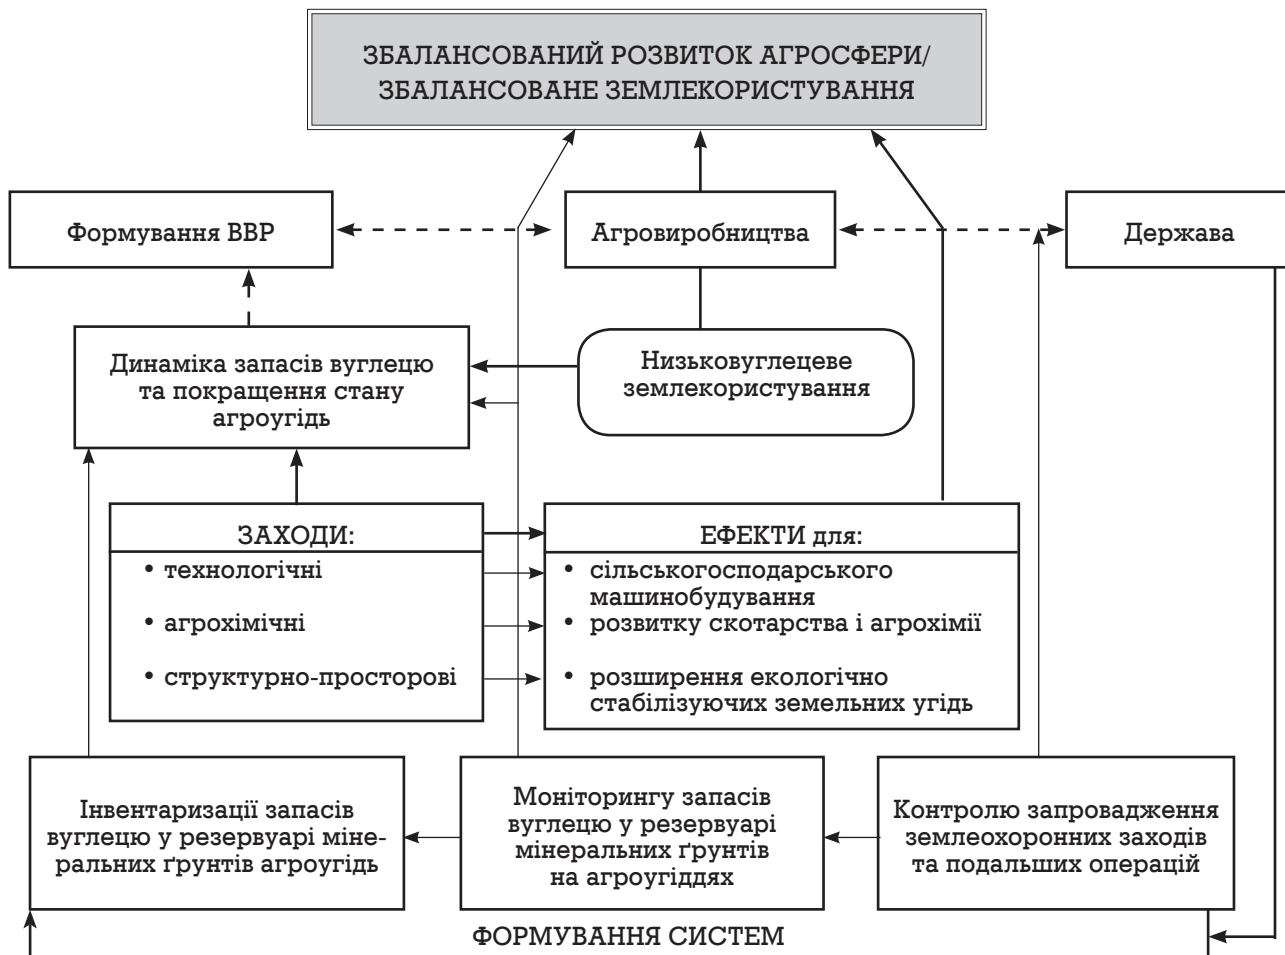 ЗБАЛАНСОВАНИЙ РОЗВИТОК АГРОСФЕРИ/
ЗБАЛАНСОВАНЕ ЗЕМЛЕКОРИСТУВАННЯ
Формування ВВР
Агровиробництва
Держава
Динаміка запасів вуглецю
та покращення стану
агроугідь
Низьковуглецеве
землекористування
ЗАХОДИ:
• технологічні
• агрохімічні
• структурно-просторові
ЕФЕКТИ для:
• сільськогосподарського
машинобудування
• розвитку скотарства і агрохімії
• розширення екологічно
стабілізуючих земельних угідь
Інвентаризації запасів
вуглецю у резервуарі міне-
ральних ґрунтів агроугідь
Моніторингу запасів
вуглецю у резервуарі
мінеральних ґрунтів
на агроугіддях
Контролю запровадження
землеохоронних заходів
та подальших операцій
ФОРМУВАННЯ СИСТЕМ